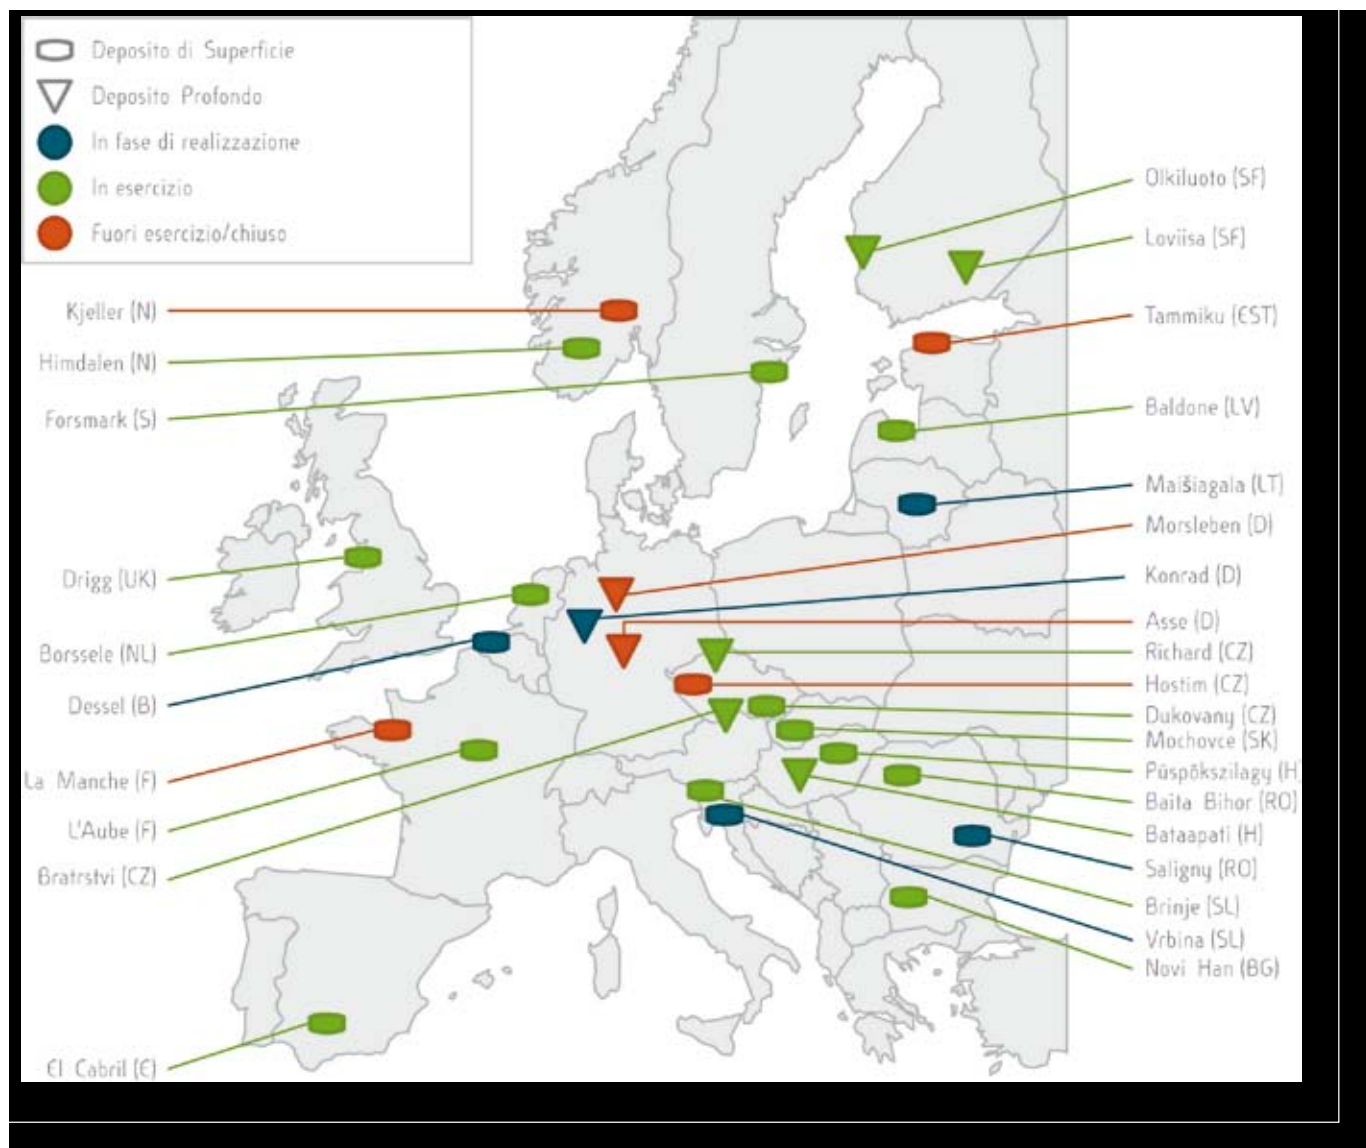 Deposito di Superficie
Deposito Profondo
In fase di realizzazione
In esercizio
Fuori esercizio/chiuso
Kjeller (N)
Himdalen (N)
Forsmark (S)
Drigg (UK)
Borssele (NL)
Dessel (B)
La Manche (F)
L'Aube (F)
Bratrstvi (CZ)
El Cabril (E)
Olkiluoto (SF)
Loviisa (SF)
Tammiku (EST)
Baldone (LV)
Maišiagala (LT)
Morsleben (D)
Konrad (D)
Asse (D)
Richard (CZ)
Hostim (CZ)
Dukovany (CZ)
Mochovce (SK)
Püspökszilagy (H)
Baita Bihor (RO)
Bataapati (H)
Saligny (RO)
Brinje (SL)
Vrbina (SL)
Novi Han (BG)